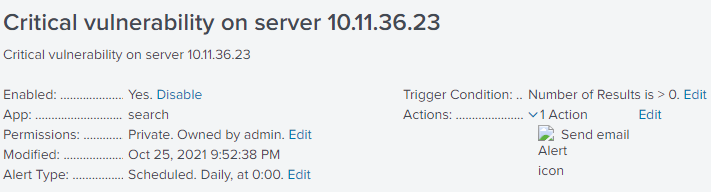 Critical vulnerability on server 10.11.36.23
Critical vulnerability on server 10.11.36.23
Enabled: .................. Yes. Disable
App: .............................. search
Permissions: ........... Private. Owned by admin. Edit
Modified: ................. Oct 25, 2021 9:52:38 PM
Alert Type: ............... Scheduled. Daily, at 0:00. Edit
Trigger Condition: .. Number of Results is > 0. Edit
Actions: .................... 1 Action Edit
Send email
Alert
icon